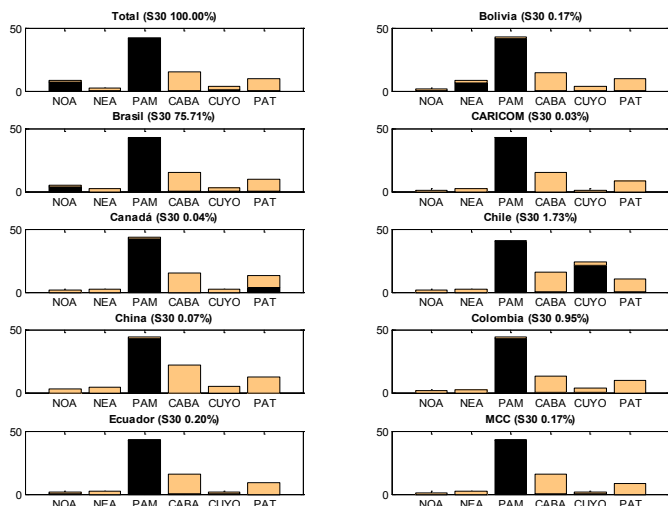 Total (S30 100.00%)
50
0
NOA NEA PAM CABA CUYO PAT
Bolivia (S30 0.17%)
50
0
NOA NEA PAM CABA CUYO PAT
Brasil (S30 75.71%)
50
0
NOA NEA PAM CABA CUYO PAT
CARICOM (S30 0.03%)
50
0
NOA NEA PAM CABA CUYO PAT
Canadá (S30 0.04%)
50
0
NOA NEA PAM CABA CUYO PAT
Chile (S30 1.73%)
50
0
NOA NEA PAM CABA CUYO PAT
China (S30 0.07%)
50
0
NOA NEA PAM CABA CUYO PAT
Colombia (S30 0.95%)
50
0
NOA NEA PAM CABA CUYO PAT
Ecuador (S30 0.20%)
50
0
NOA NEA PAM CABA CUYO PAT
MCC (S30 0.17%)
50
0
NOA NEA PAM CABA CUYO PAT